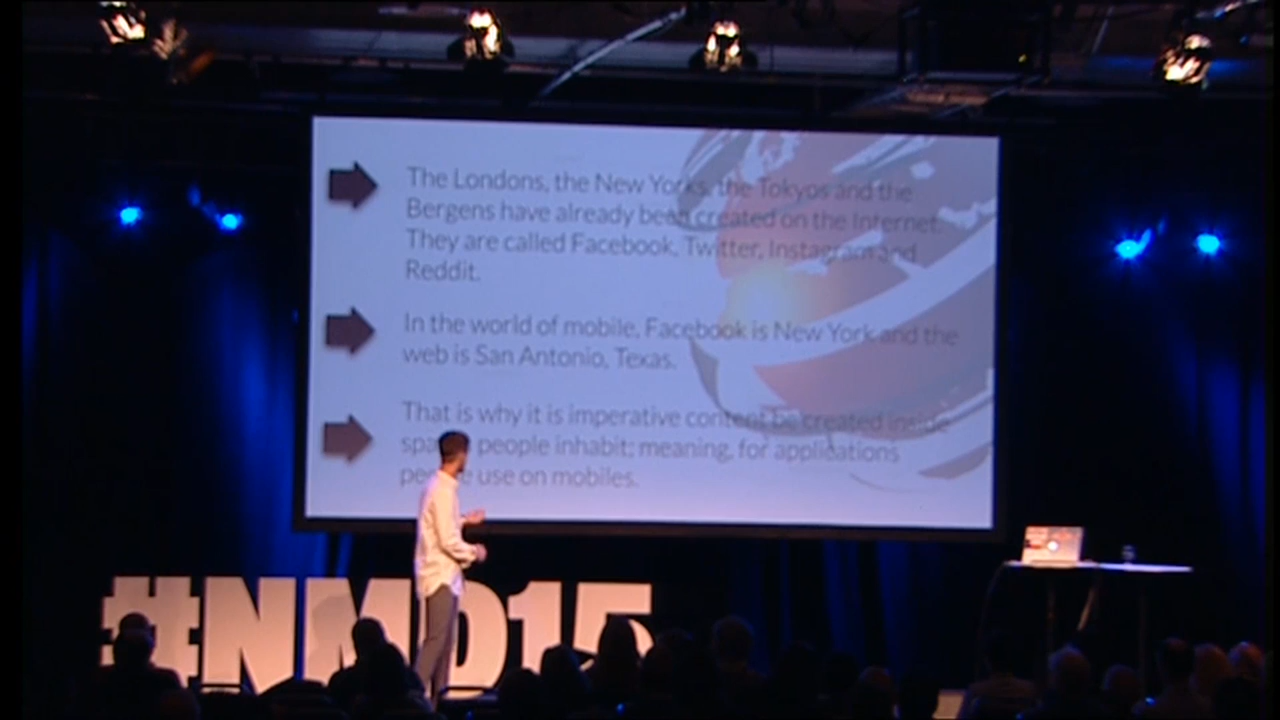 The Londons, the New Yorks, the Tokyos and the
Bergens have already been created on the Internet.
They are called Facebook, Twitter, Instagram and
Reddit.
In the world of mobile, Facebook is New York and the
web is San Antonio, Texas.
That is why it is imperative content be created inside
people inhabit; meaning, for applications
use on mobiles.
#NMD15